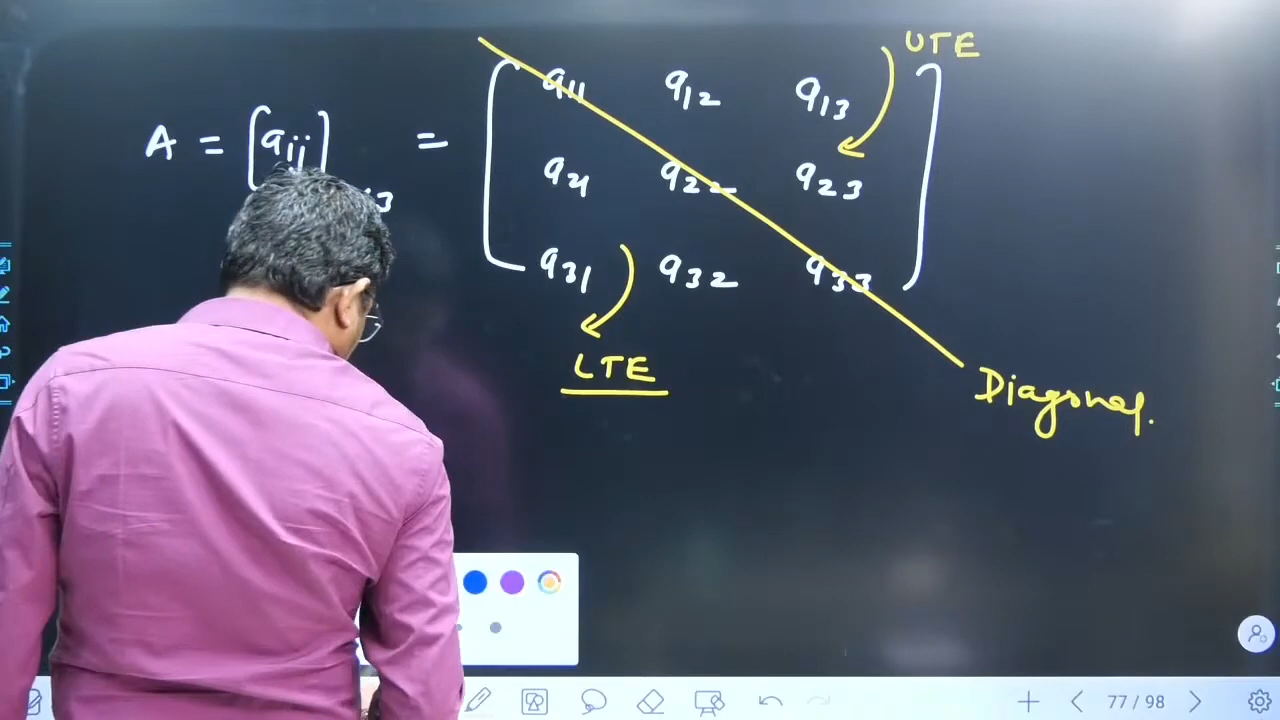 UTE
a11 a12 a13
A = [aij] =
a21 a22 a23
a31 a32 a33
LTE
Diagonal.
77 / 98